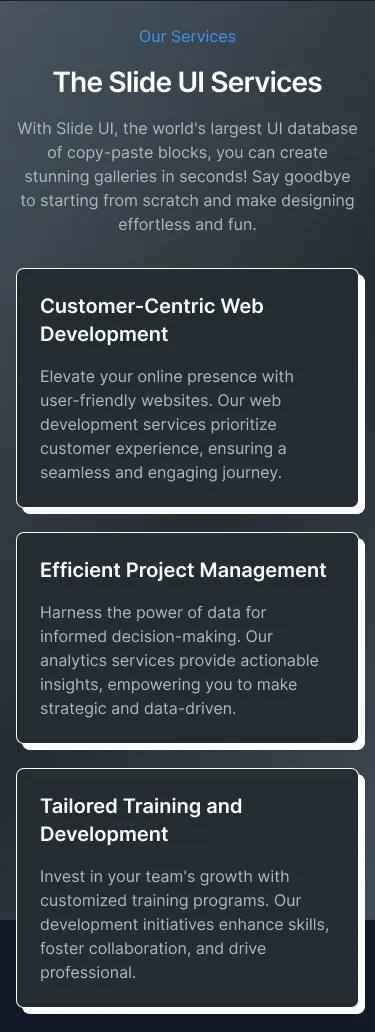 Our Services
The Slide UI Services
With Slide UI, the world's largest UI database
of copy-paste blocks, you can create
stunning galleries in seconds! Say goodbye
to starting from scratch and make designing
effortless and fun.
Customer-Centric Web
Development
Elevate your online presence with
user-friendly websites. Our web
development services prioritize
customer experience, ensuring a
seamless and engaging journey.
Efficient Project Management
Harness the power of data for
informed decision-making. Our
analytics services provide actionable
insights, empowering you to make
strategic and data-driven.
Tailored Training and
Development
Invest in your team's growth with
customized training programs. Our
development initiatives enhance skills,
foster collaboration, and drive
professional.